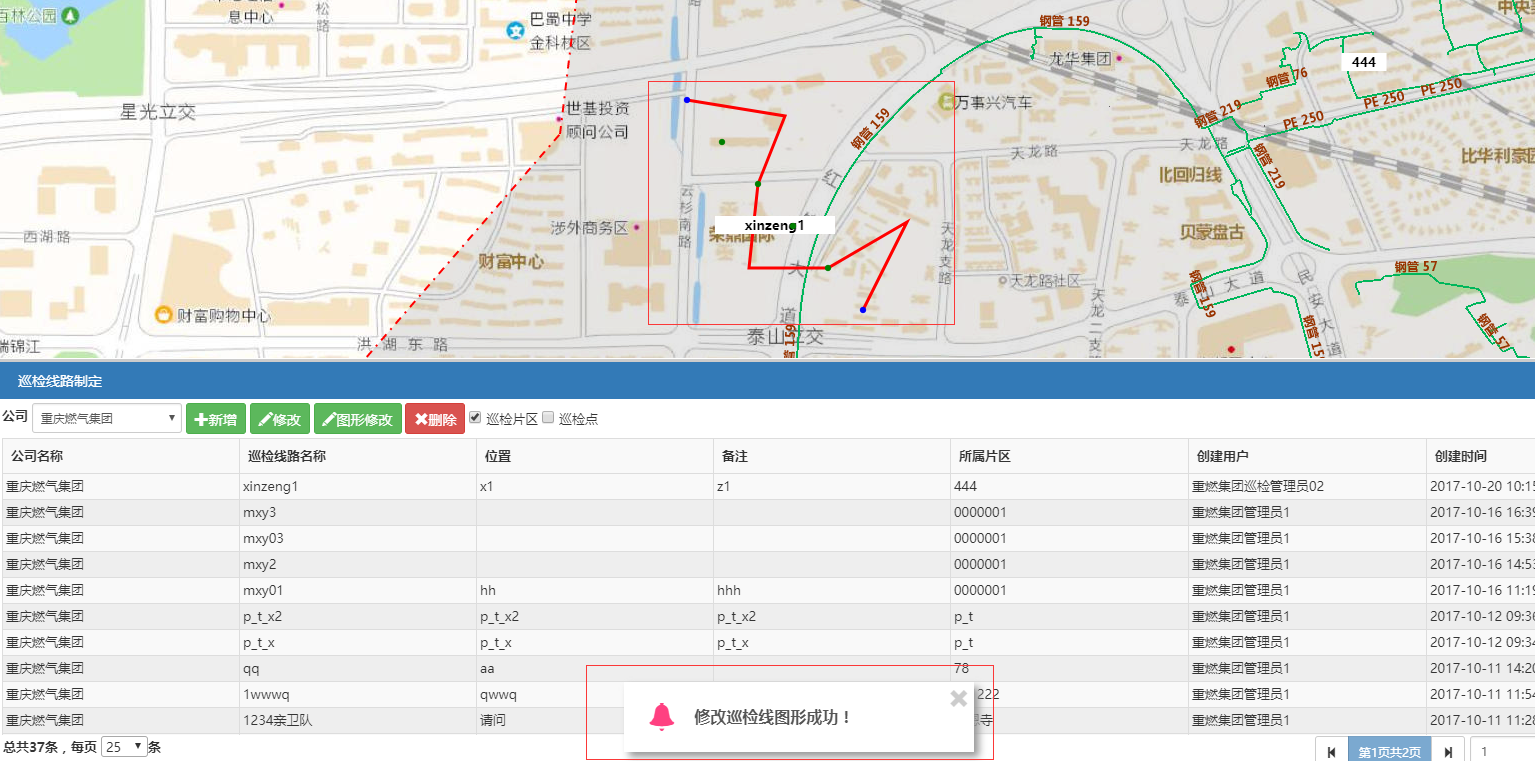 百林公园
息中心
松
路
巴蜀中学
金科校区
钢管 159
龙华集团
444
钢管 76
PE 250
PE 250
PE 250
钢管 219
星光立交
世基投资
顾问公司
万事兴汽车
钢管 159
天龙路
天龙路
钢管 219
比华利豪园
北回归线
红
云杉南路
西湖路
涉外商务区
xinzeng1
荣鼎国际
财富中心
大
天龙支路
贝蒙盘古
钢管 57
天龙路社区
民安大道
泰山大道
钢管 159
天龙二支路
财富购物中心
道
泰山立交
洪湖东路
瑞锦江
钢管 57
巡检线路制定
公司 重庆燃气集团 新增 修改 图形修改 删除 巡检片区 巡检点
公司名称 巡检线路名称 位置 备注 所属片区 创建用户 创建时间
重庆燃气集团 xinzeng1 x1 z1 444 重燃集团巡检管理员02 2017-10-20 10:15
重庆燃气集团 mxy3 0000001 重燃集团管理员1 2017-10-16 16:39
重庆燃气集团 mxy03 0000001 重燃集团管理员1 2017-10-16 15:38
重庆燃气集团 mxy2 0000001 重燃集团管理员1 2017-10-16 14:53
重庆燃气集团 mxy01 hh hhh 0000001 重燃集团管理员1 2017-10-16 11:19
重庆燃气集团 p_t_x2 p_t_x2 p_t_x2 p_t 重燃集团管理员1 2017-10-12 09:36
重庆燃气集团 p_t_x p_t_x p_t_x p_t 重燃集团管理员1 2017-10-12 09:34
重庆燃气集团 qq aa 78 重燃集团管理员1 2017-10-11 14:20
重庆燃气集团 1wwwq qwwq 222 重燃集团管理员1 2017-10-11 11:54
重庆燃气集团 1234亲卫队 请问 寺 重燃集团管理员1 2017-10-11 11:28
修改巡检线图形成功！
总共37条，每页 25 条
第1页共2页 1